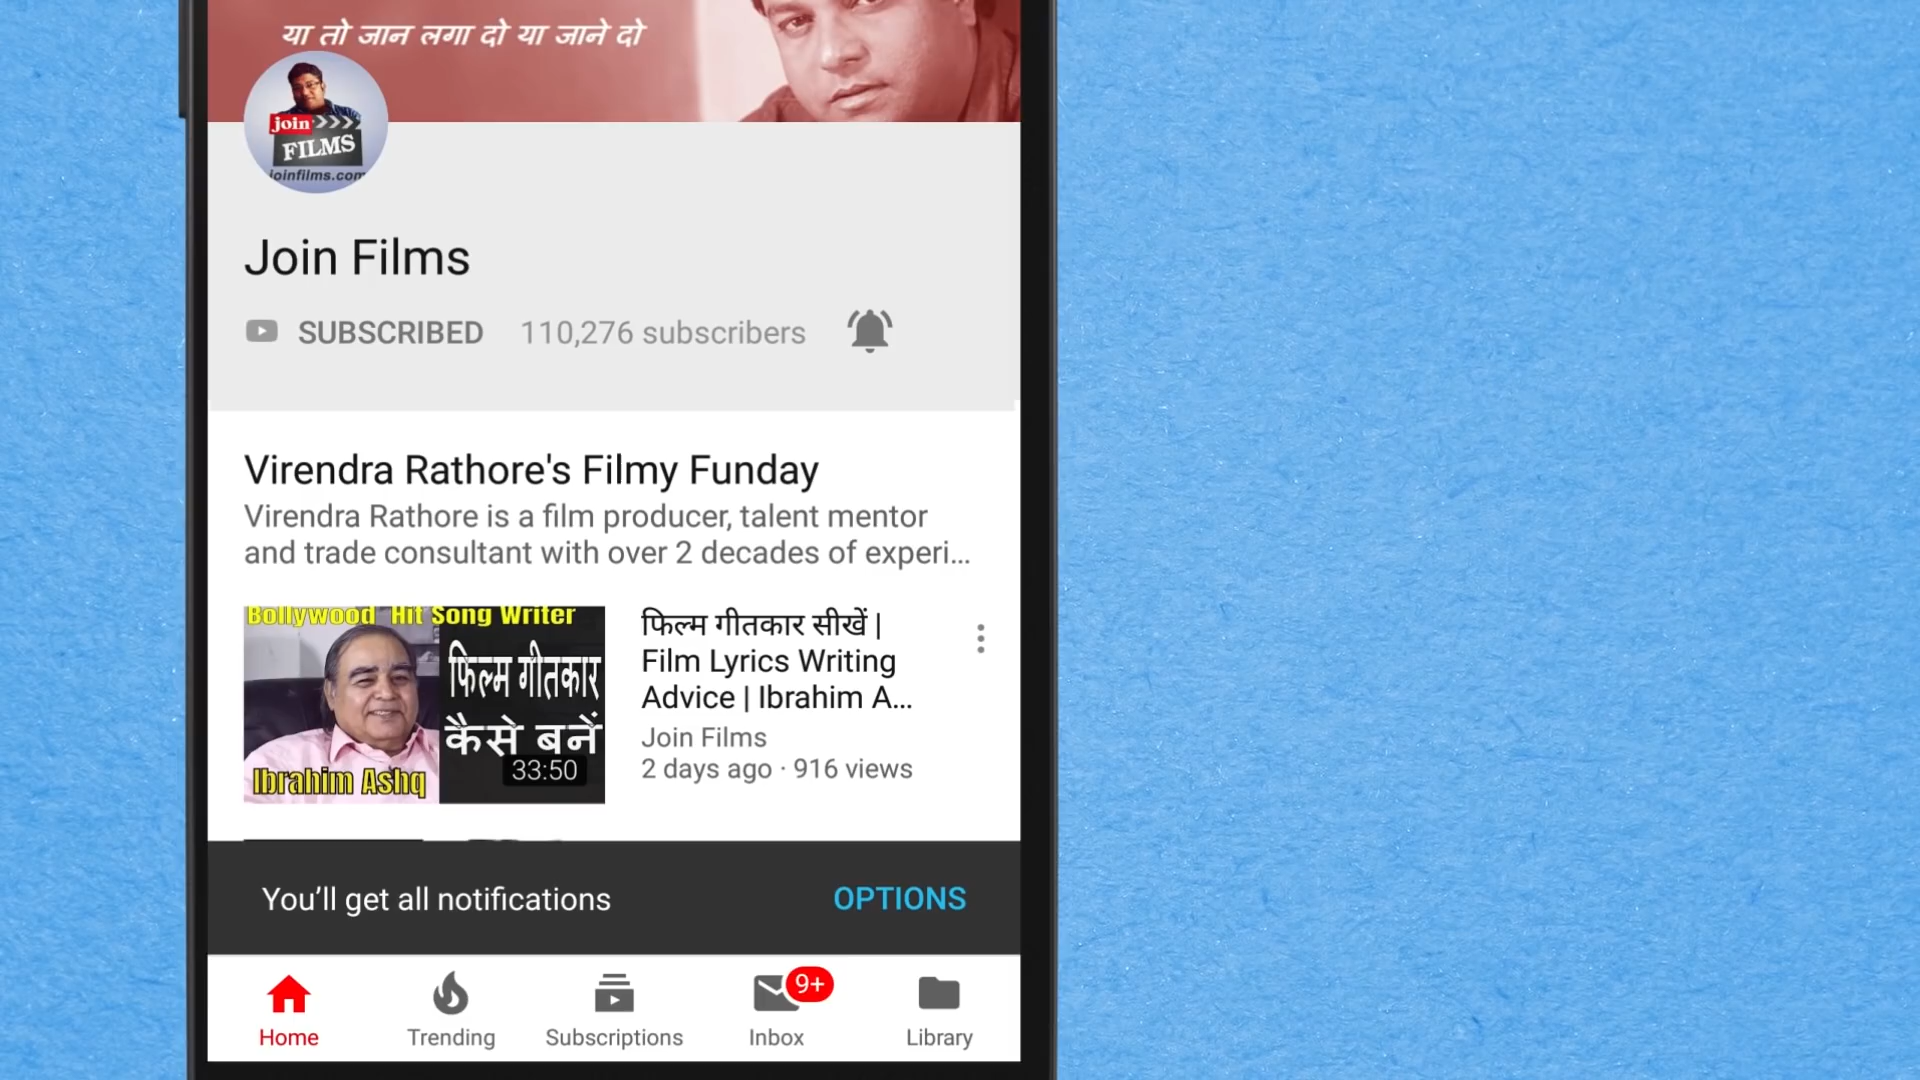 या तो जान लगा दो या जाने दो
join
FILMS
joinfilms.com
Join Films
SUBSCRIBED 110,276 subscribers
Virendra Rathore's Filmy Funday
Virendra Rathore is a film producer, talent mentor
and trade consultant with over 2 decades of experi...
Bollywood Hit Song Writer
फिल्म गीतकार
कैसे बनें
Ibrahim Ashq
33:50
फिल्म गीतकार सीखें |
Film Lyrics Writing
Advice | Ibrahim A...
Join Films
2 days ago · 916 views
You’ll get all notifications OPTIONS
9+
Home Trending Subscriptions Inbox Library